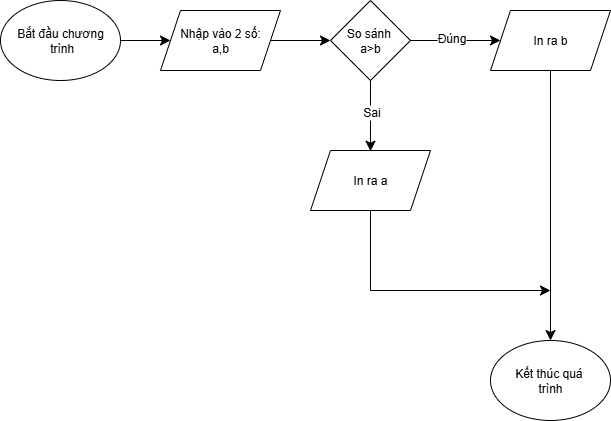 Bắt đầu chương
trình
Nhập vào 2 số:
a,b
So sánh
a>b
Đúng
In ra b
Sai
In ra a
Kết thúc quá
trình